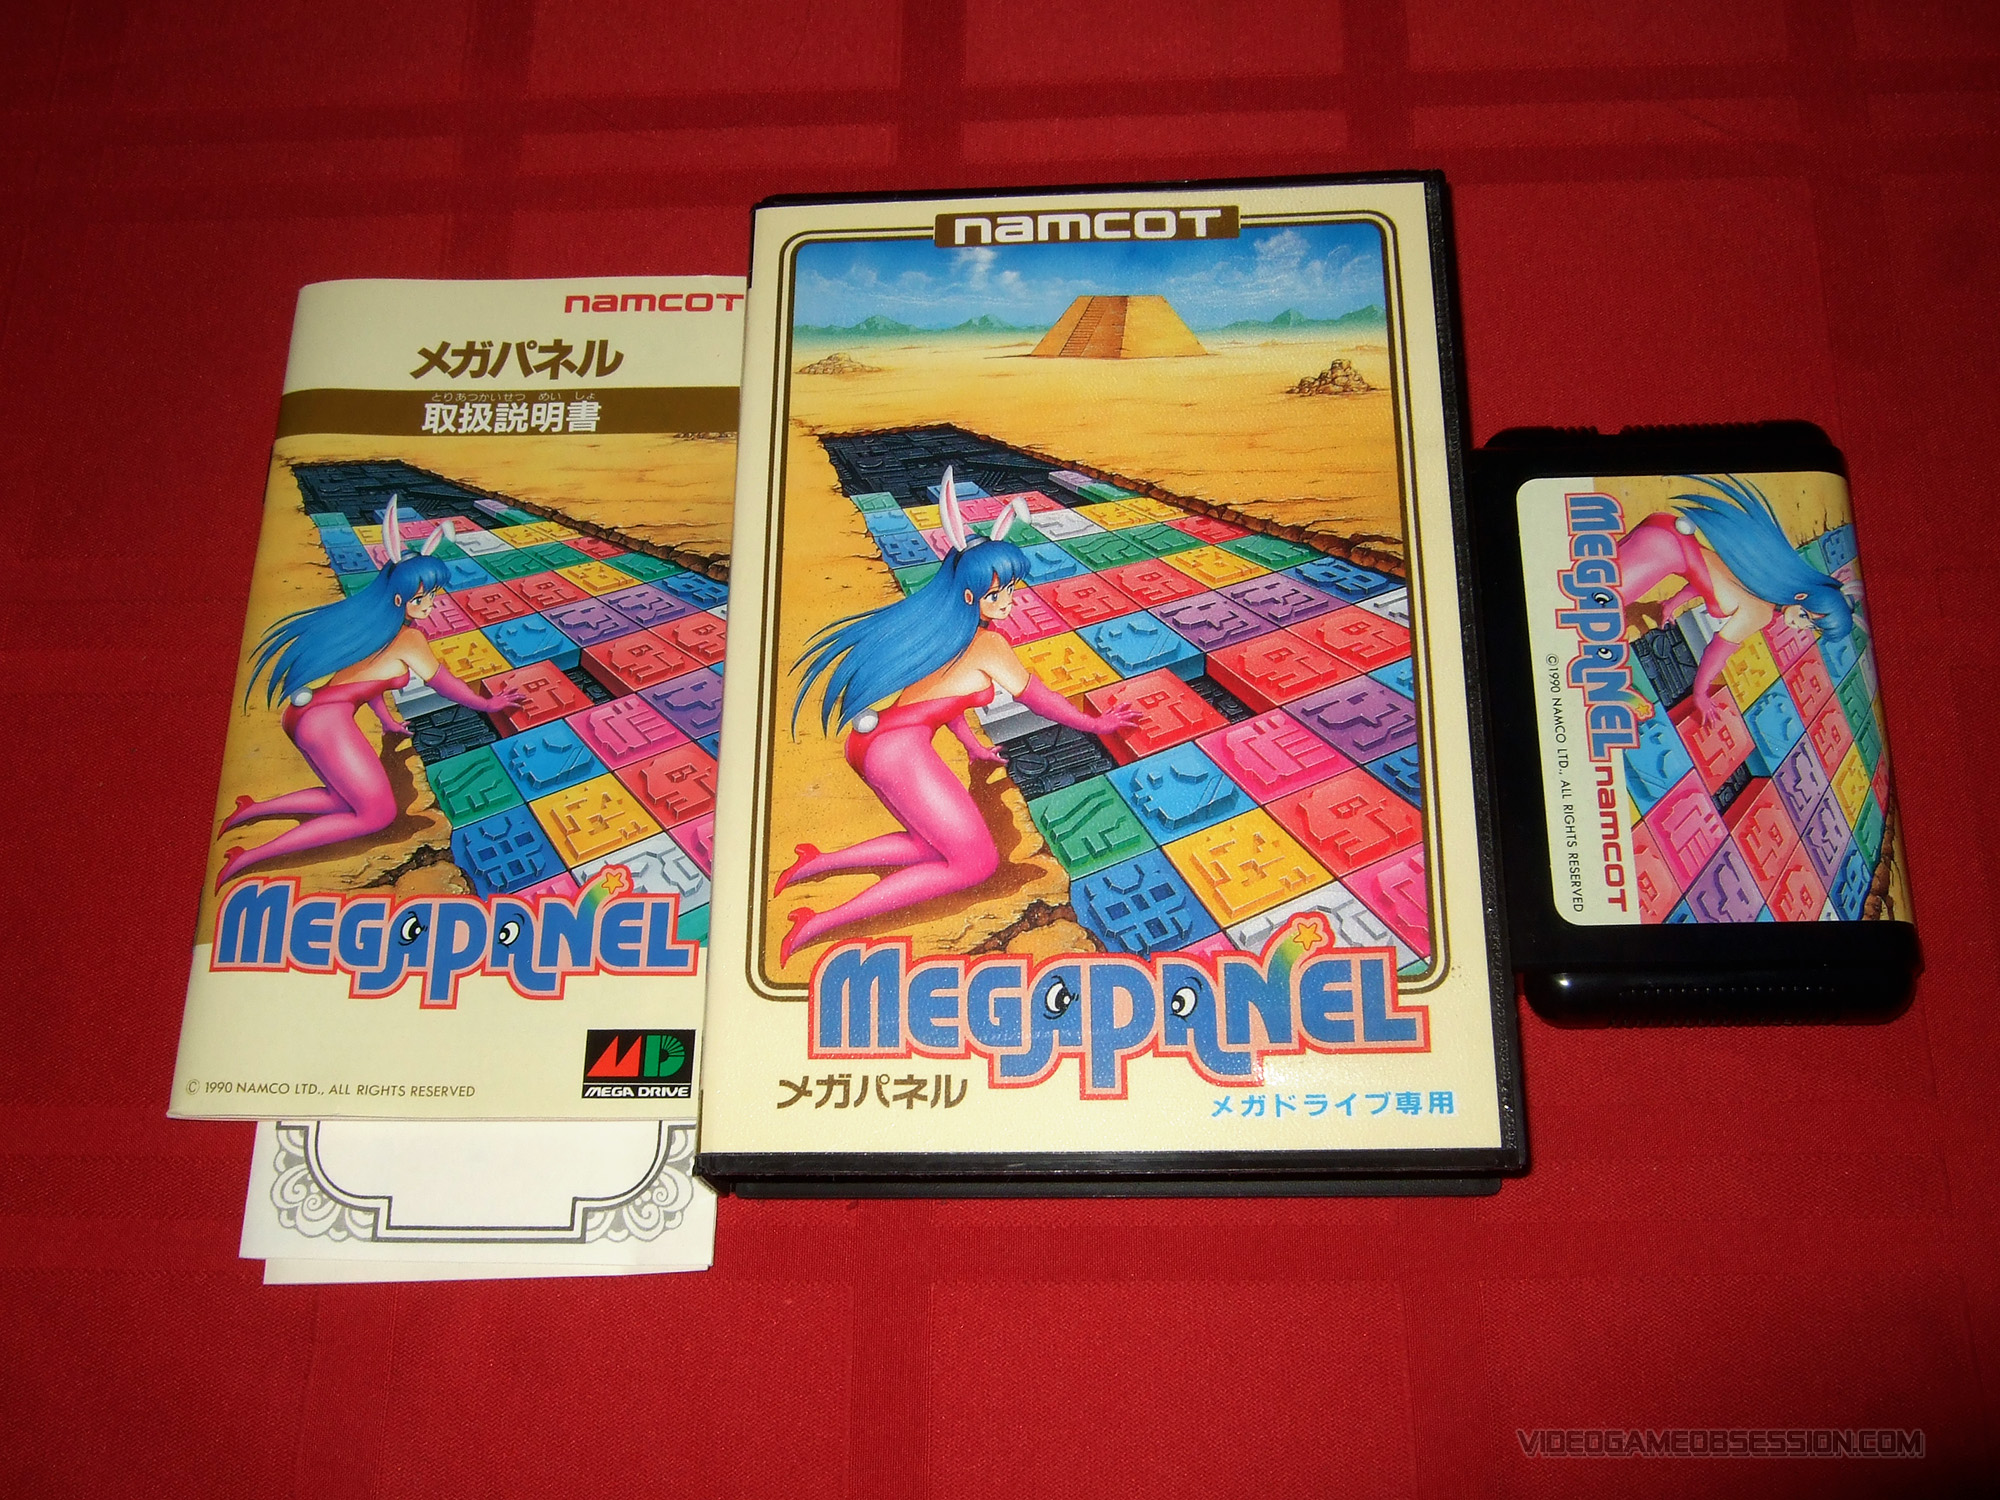 namcoT
メガパネル
とりあつかいせつ めい しょ
取扱説明書
MEGAPANEL
© 1990 NAMCO LTD., ALL RIGHTS RESERVED
MD
MEGA DRIVE
namcoT
MEGAPANEL
メガパネル
メガドライブ専用
MEGAPANEL
namcoT
© 1990 NAMCO LTD., ALL RIGHTS RESERVED
VIDEOGAMEOBSESSION.COM